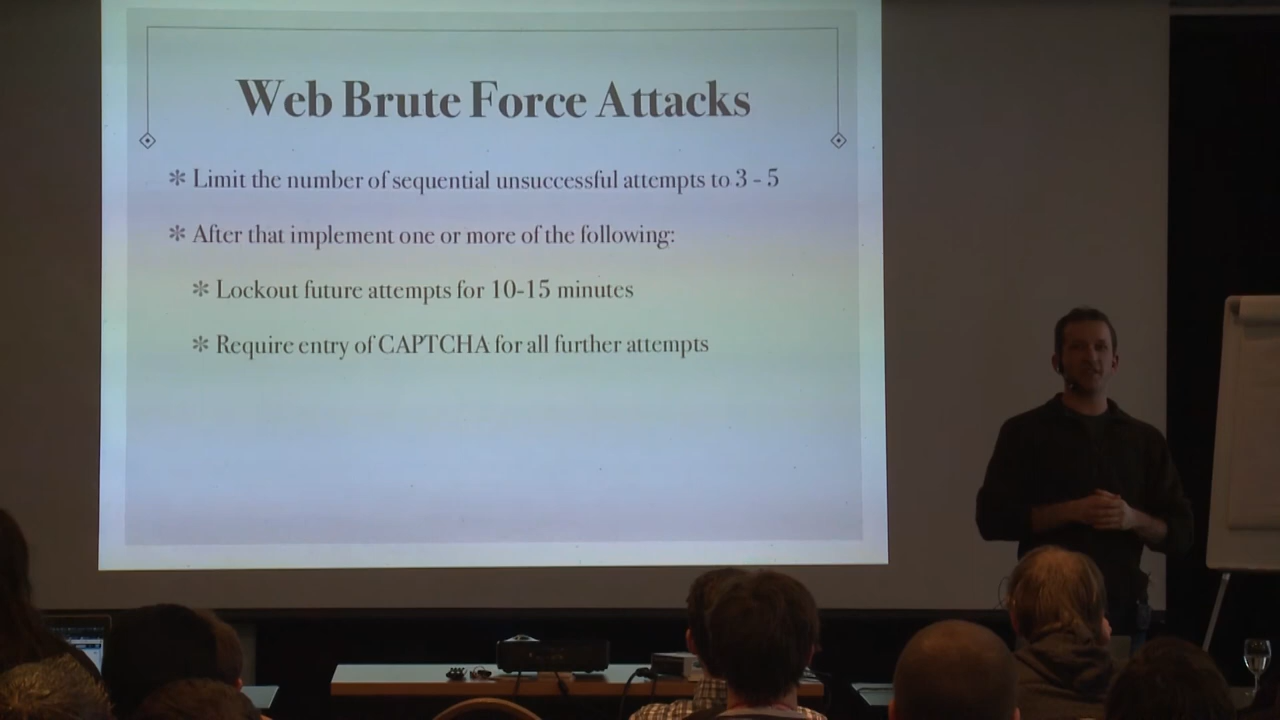 Web Brute Force Attacks
* Limit the number of sequential unsuccessful attempts to 3 - 5
* After that implement one or more of the following:
* Lockout future attempts for 10-15 minutes
* Require entry of CAPTCHA for all further attempts